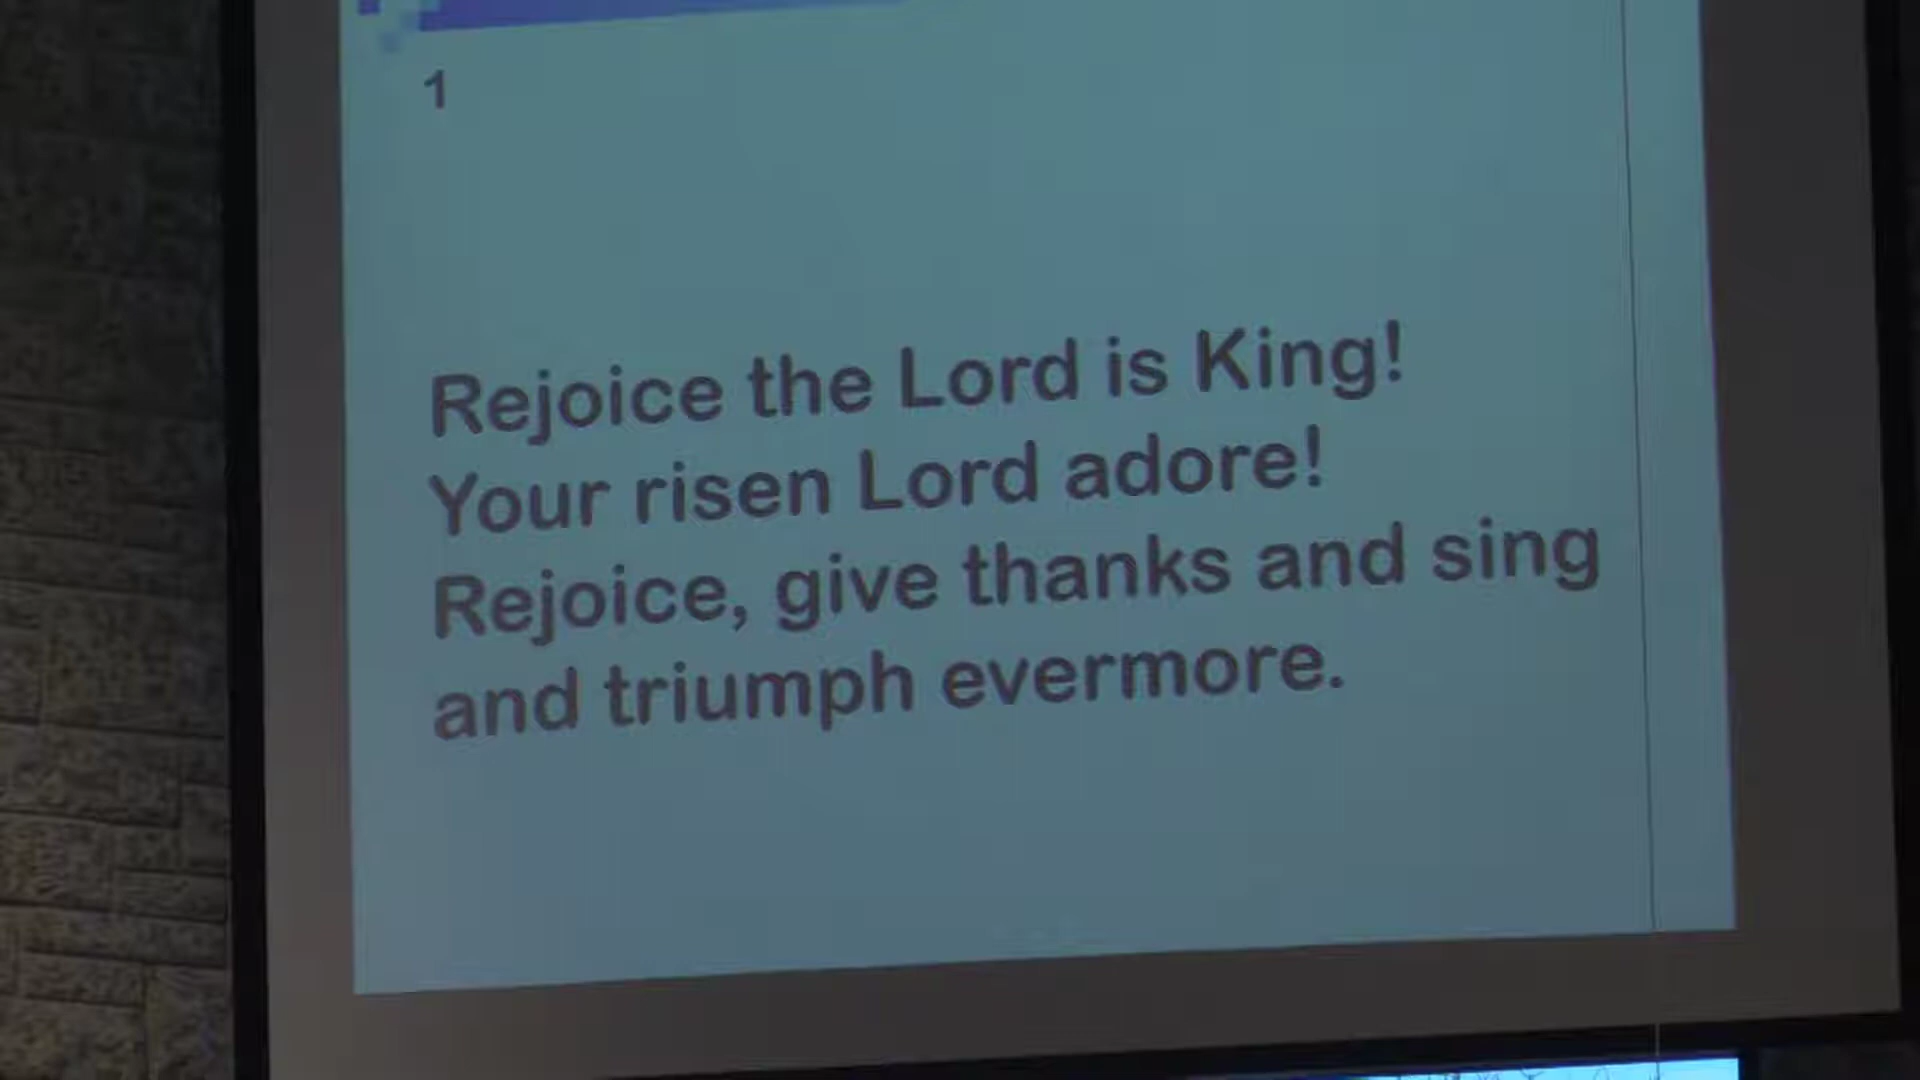 1
Rejoice the Lord is King!
Your risen Lord adore!
Rejoice, give thanks and sing
and triumph evermore.